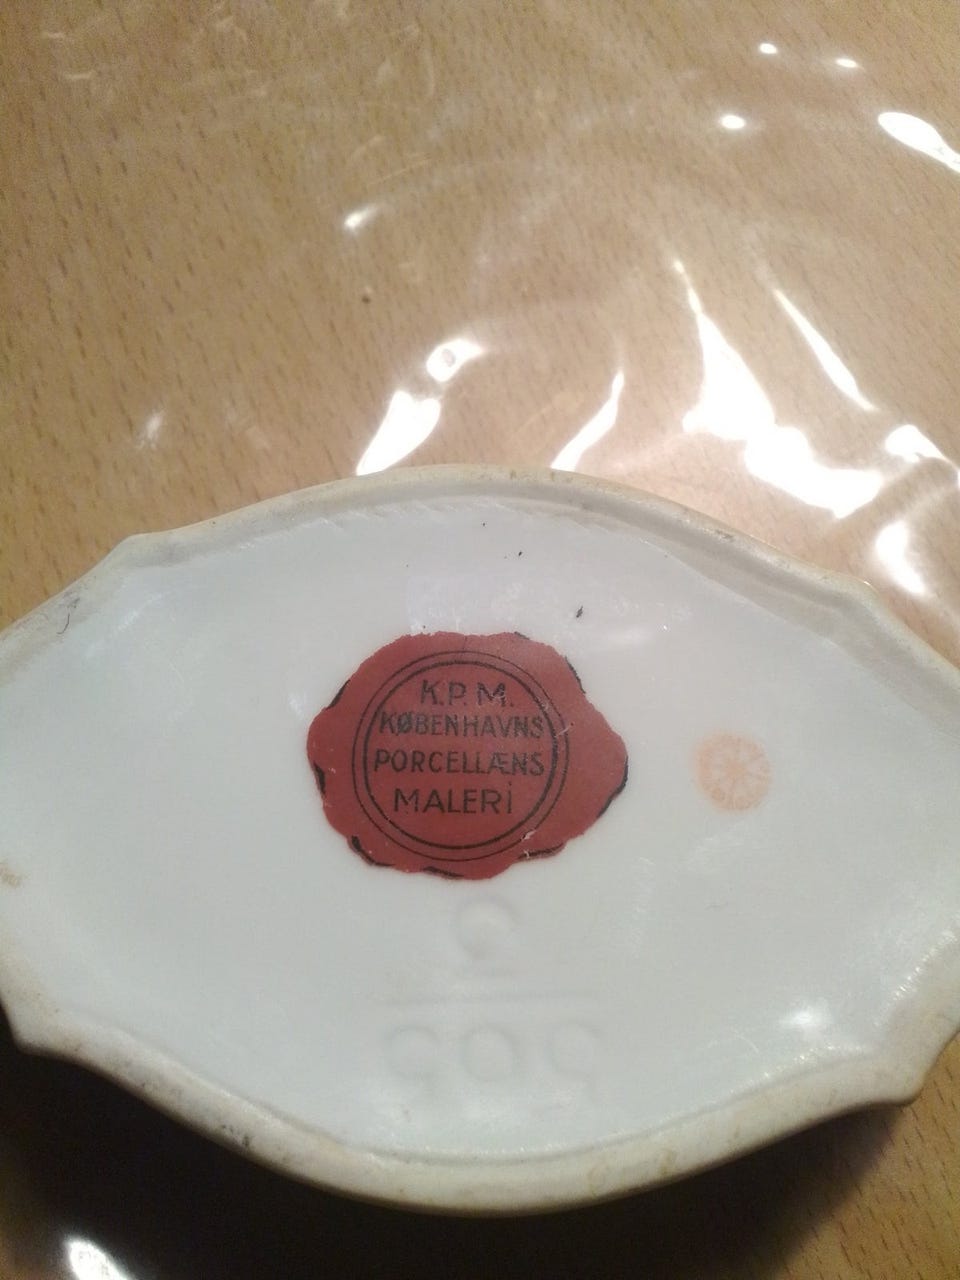 K.P.M.
KØBENHAVNS
PORCELLÆNS
MALERi